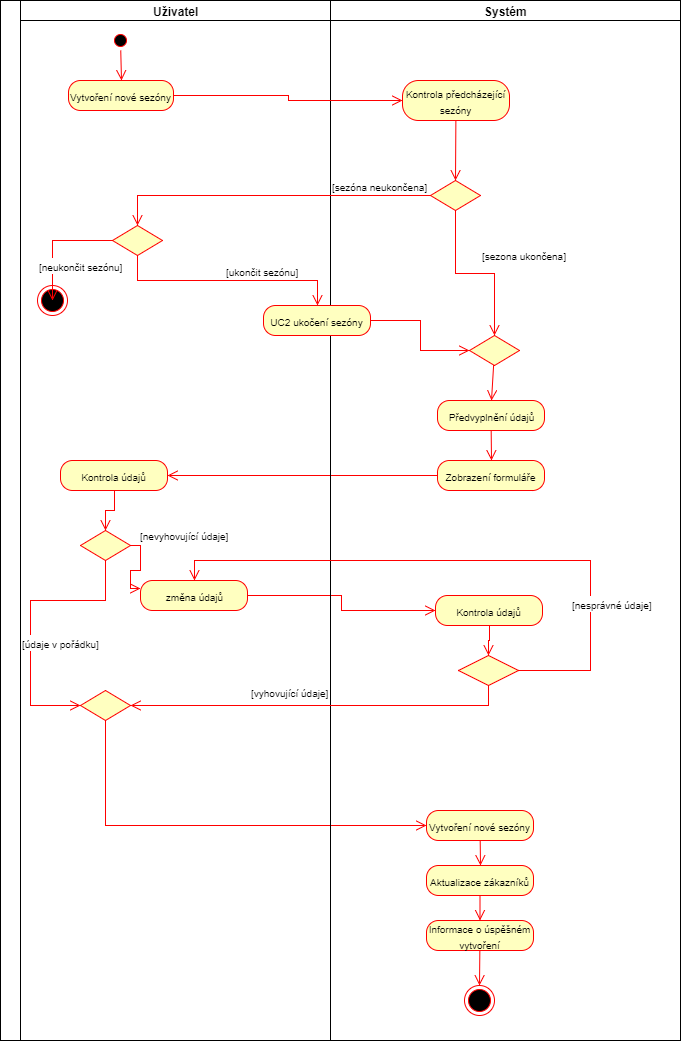 Uživatel
Systém
Vytvoření nové sezóny
Kontrola předcházející
sezóny
[sezóna neukončena]
[sezona ukončena]
[neukončit sezónu]
[ukončit sezónu]
UC2 ukočení sezóny
Předvyplnění údajů
Zobrazení formuláře
Kontrola údajů
[nevyhovující údaje]
změna údajů
[nesprávné údaje]
Kontrola údajů
[údaje v pořádku]
[vyhovující údaje]
Vytvoření nové sezóny
Aktualizace zákazníků
Informace o úspěšném
vytvoření